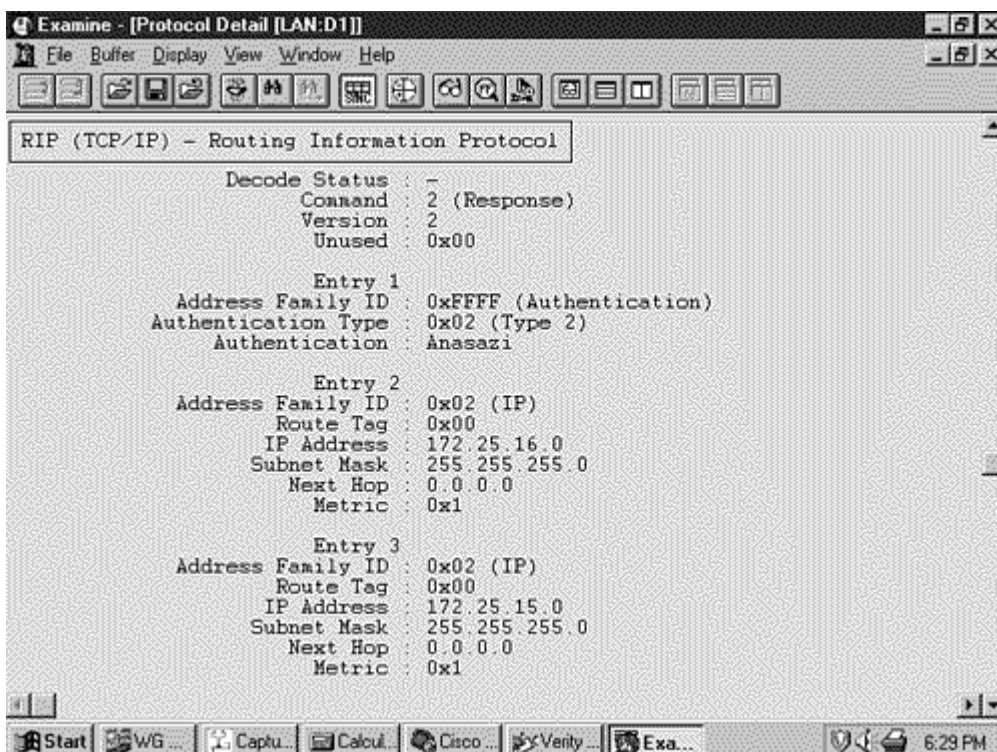 Examine - [Protocol Detail [LAN:D1]]
File Buffer Display View Window Help
SYNC
RIP (TCP/IP) - Routing Information Protocol
Decode Status : -
Command : 2 (Response)
Version : 2
Unused : 0x00
Entry 1
Address Family ID : 0xFFFF (Authentication)
Authentication Type : 0x02 (Type 2)
Authentication : Anasazi
Entry 2
Address Family ID : 0x02 (IP)
Route Tag : 0x00
IP Address : 172.25.16.0
Subnet Mask : 255.255.255.0
Next Hop : 0.0.0.0
Metric : 0x1
Entry 3
Address Family ID : 0x02 (IP)
Route Tag : 0x00
IP Address : 172.25.15.0
Subnet Mask : 255.255.255.0
Next Hop : 0.0.0.0
Metric : 0x1
Start WG ... Captu... Calcul... Cisco ... Verity ... Exa... 6:29 PM